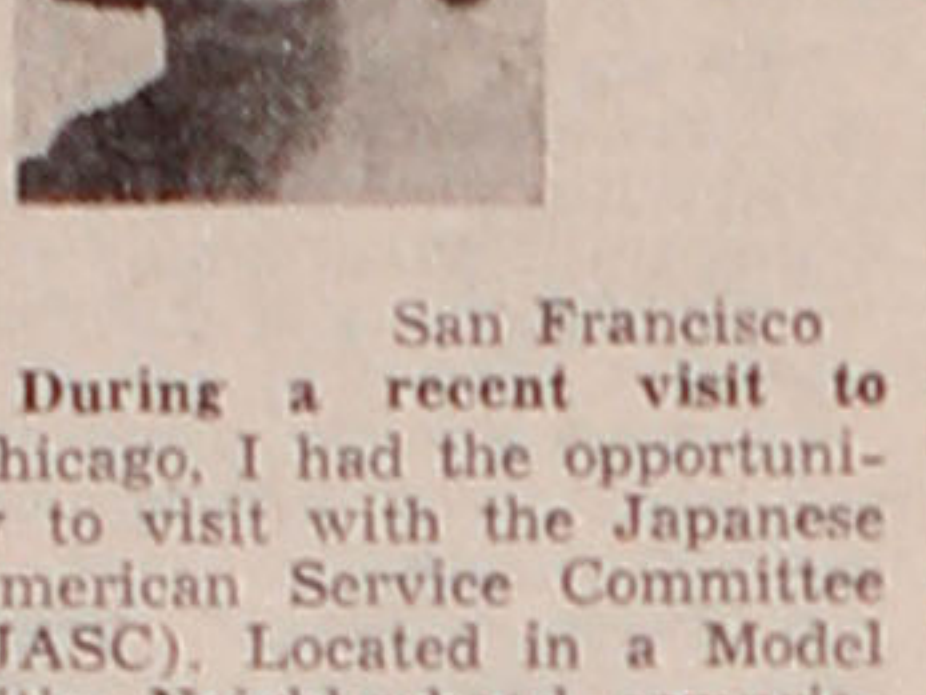 San Francisco
During a recent visit to
hicago, I had the opportuni-
to visit with the Japanese
merican Service Committee
JASC). Located in a Model